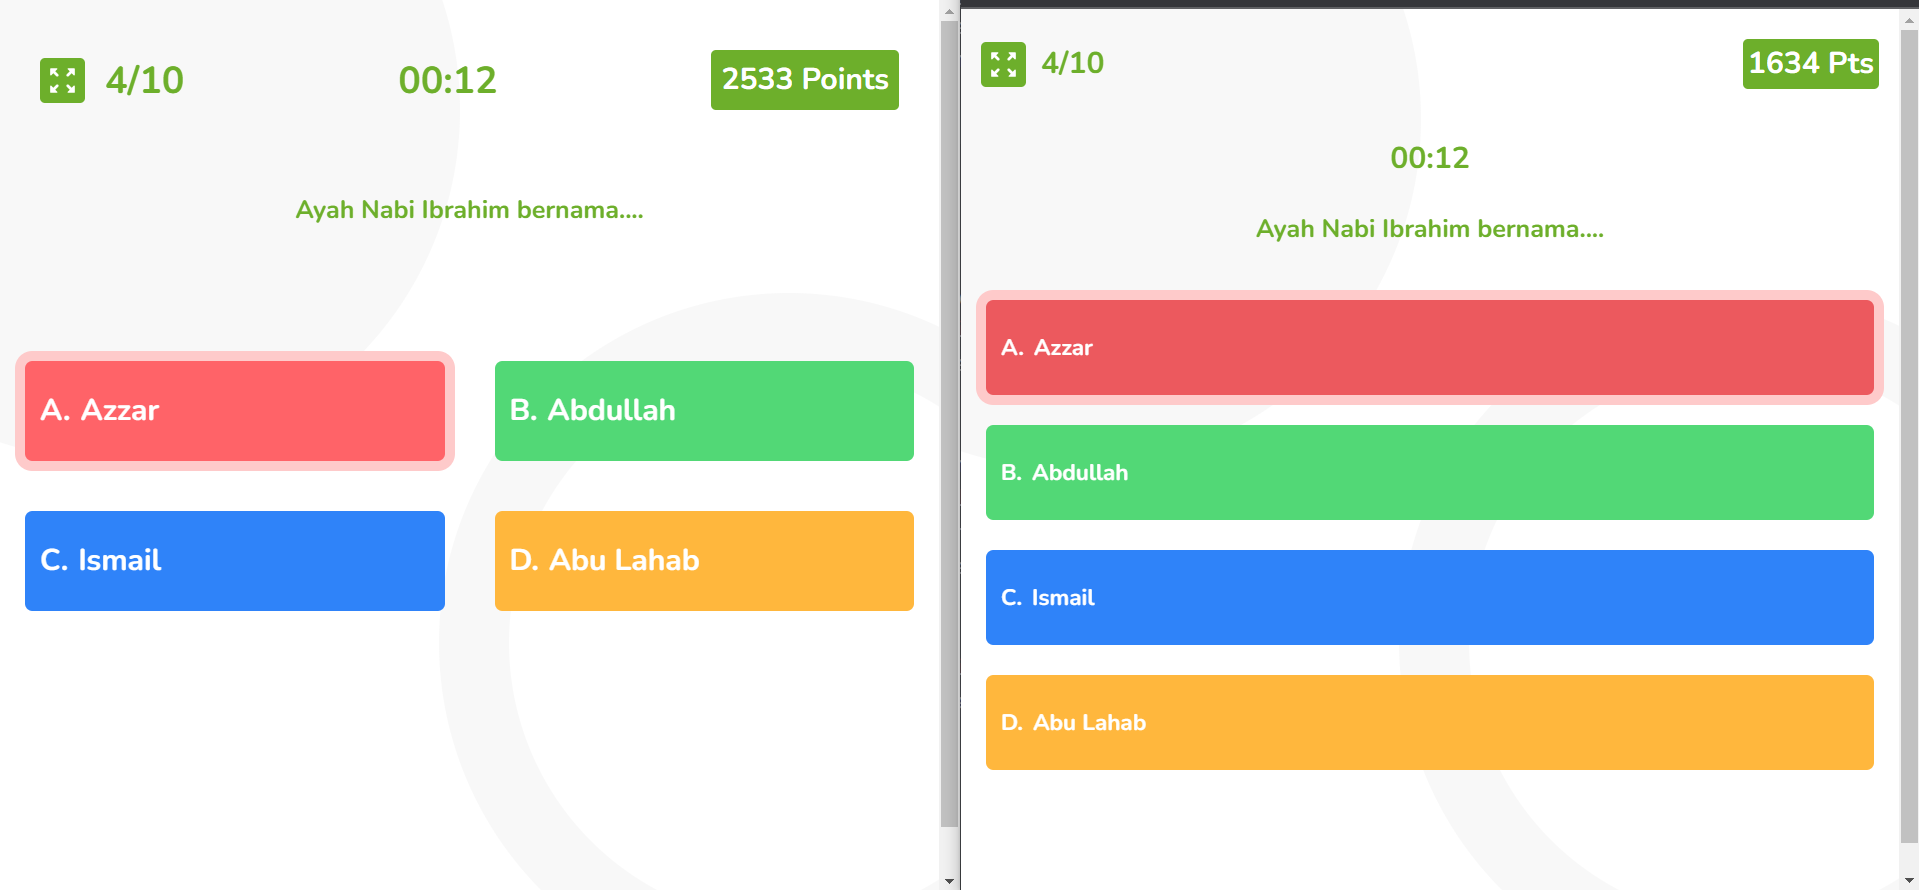 4/10
00:12
2533 Points
Ayah Nabi Ibrahim bernama....
A. Azzar
B. Abdullah
C. Ismail
D. Abu Lahab
4/10
1634 Pts
00:12
Ayah Nabi Ibrahim bernama....
A. Azzar
B. Abdullah
C. Ismail
D. Abu Lahab